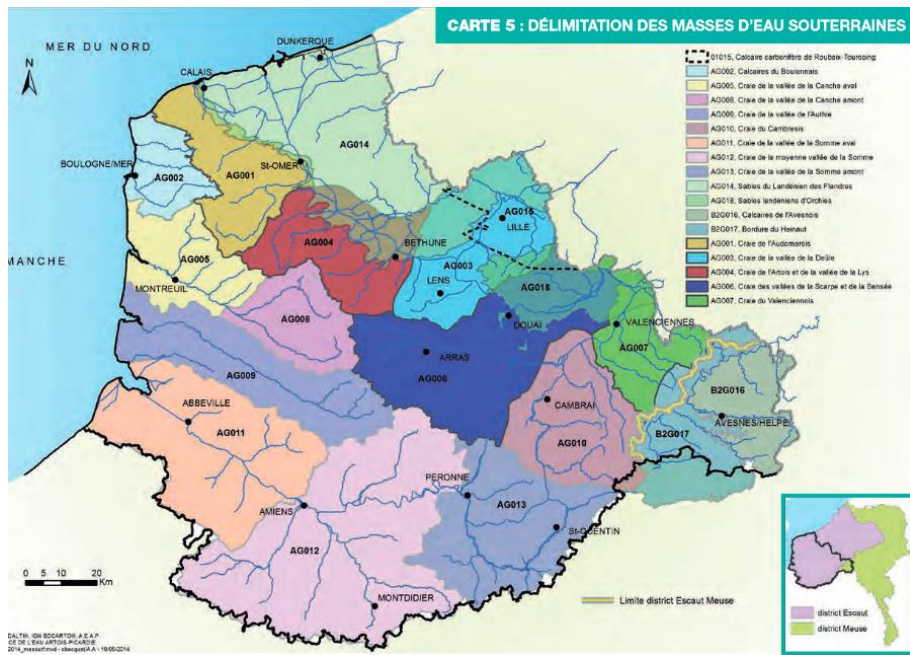 CARTE 5 : DÉLIMITATION DES MASSES D'EAU SOUTERRAINES
MER DU NORD
N
DUNKERQUE
CALAIS
01015, Calcaire carbonifère de Roubaix-Tourcoing
AG002, Calcaires du Boulonnais
AG005, Craie de la vallée de la Canche aval
AG008, Craie de la vallée de la Canche amont
AG009, Craie de la vallée de l'Authie
AG010, Craie du Cambresis
AG011, Craie de la vallée de la Somme aval
AG012, Craie de la moyenne vallée de la Somme
AG013, Craie de la vallée de la Somme amont
AG014, Sables du Landénien des Flandres
AG018, Sables landéniens d'Orchies
B2G016, Calcaires de l'Avesnois
B2G017, Bordure du Hainaut
AG001, Craie de l'Audomarois
AG003, Craie de la vallée de la Deûle
AG004, Craie de l'Artois et de la vallée de la Lys
AG006, Craie des vallées de la Scarpe et de la Sensée
AG007, Craie du Valenciennois
AG014
BOULOGNE/MER
AG002
AG001
St-OMER
AG015
LILLE
AG004
BETHUNE
MANCHE
AG005
AG003
MONTREUIL
LENS
AG018
AG008
DOUAI
VALENCIENNES
AG007
ARRAS
AG006
AG009
B2G016
ABBEVILLE
CAMBRAI
AVESNES/HELPE
AG011
AG010
B2G017
PERONNE
AMIENS
AG013
St-QUENTIN
AG012
0 5 10 20
Km
MONTDIDIER
Limite district Escaut Meuse
district Escaut
district Meuse
CE DE L'EAU ARTOIS-PICARDIE